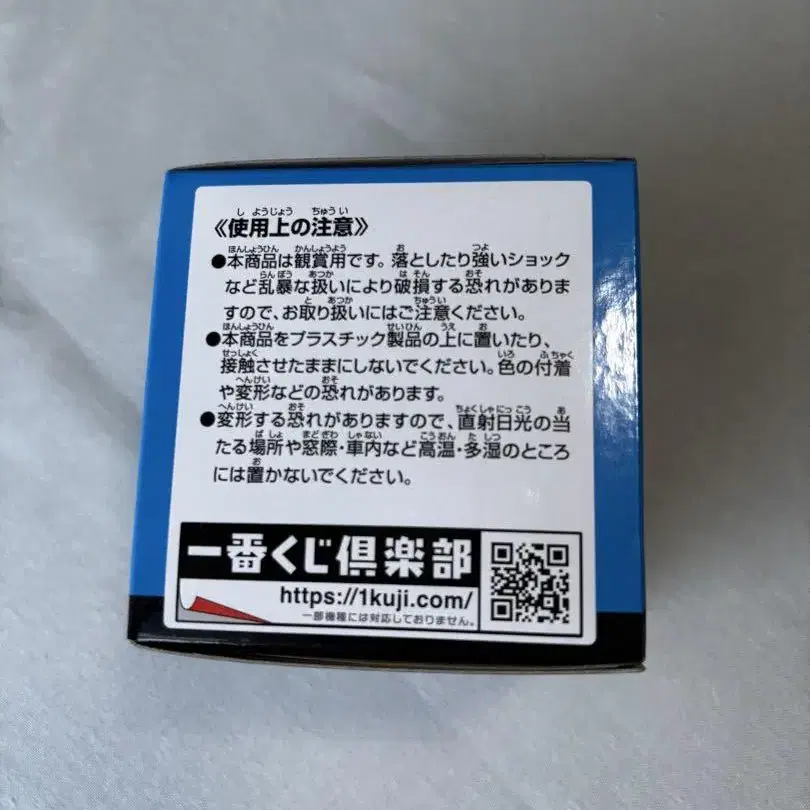 《使用上の注意》
●本商品は観賞用です。落としたり強いショック
など乱暴な扱いにより破損する恐れがありま
すので、お取り扱いにはご注意ください。
●本商品をプラスチック製品の上に置いたり、
接触させたままにしないでください。色の付着
や変形などの恐れがあります。
●変形する恐れがありますので、直射日光の当
たる場所や窓際・車内など高温・多湿のところ
には置かないでください。
一番くじ倶楽部
https://1kuji.com/
一部機種には対応しておりません。